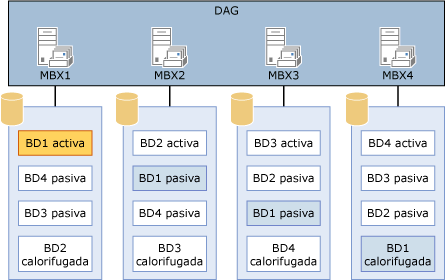 DAG
MBX1
MBX2
MBX3
MBX4
BD1 activa
BD4 pasiva
BD3 pasiva
BD2
calorifugada
BD2 activa
BD1 pasiva
BD4 pasiva
BD3
calorifugada
BD3 activa
BD2 pasiva
BD1 pasiva
BD4
calorifugada
BD4 activa
BD3 pasiva
BD2 pasiva
BD1
calorifugada